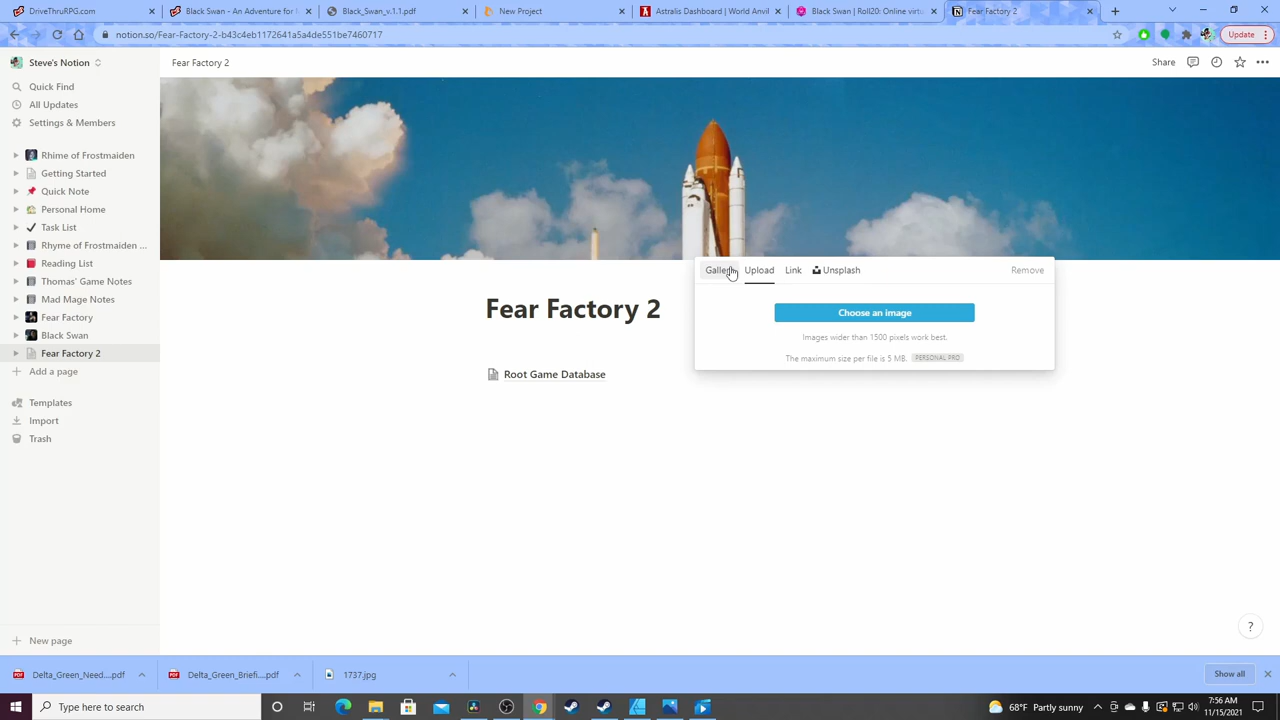 DriveThruRPG.com
Black Swan - An Adventure for
Black_Swan_v.1.1.pdf
New Project
Astralis Dashboard | World Anvil
Black Swan | Roll20: Online virtu
Fear Factory 2
notion.so/Fear-Factory-2-b43c4eb1172641a5a4de551be7460717
Update
Steve's Notion
Fear Factory 2
Share
Quick Find
All Updates
Settings & Members
Rhime of Frostmaiden
Getting Started
Quick Note
Personal Home
Task List
Rhyme of Frostmaiden ...
Reading List
Thomas' Game Notes
Mad Mage Notes
Fear Factory
Black Swan
Fear Factory 2
Add a page
Templates
Import
Trash
New page
Gallery Upload Link Unsplash Remove
Choose an image
Images wider than 1500 pixels work best.
The maximum size per file is 5 MB. PERSONAL PRO
Fear Factory 2
Root Game Database
?
Delta_Green_Need....pdf
Delta_Green_Briefi....pdf
1737.jpg
Show all
Type here to search
68°F Partly sunny
7:56 AM
11/15/2021